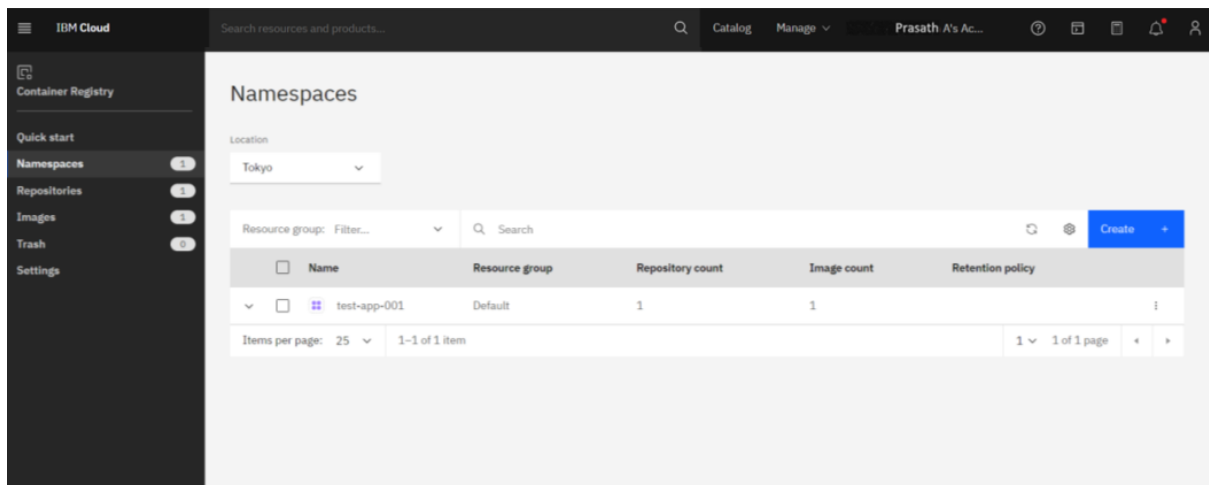 IBM Cloud
Search resources and products...
Catalog
Manage
Prasath A's Ac...
Container Registry
Quick start
Namespaces 1
Repositories 1
Images 1
Trash 0
Settings
Namespaces
Location
Tokyo
Resource group: Filter...
Search
Create +
Name Resource group Repository count Image count Retention policy
test-app-001 Default 1 1
Items per page: 25 1–1 of 1 item 1 1 of 1 page